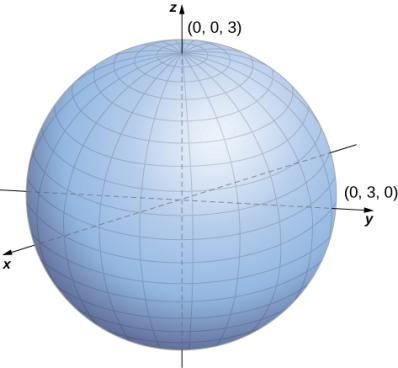 z
(0, 0, 3)
(0, 3, 0)
y
x